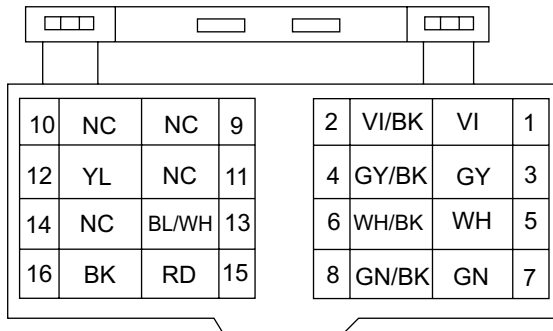 10 NC NC 9 2 VI/BK VI 1
12 YL NC 11 4 GY/BK GY 3
14 NC BL/WH 13 6 WH/BK WH 5
16 BK RD 15 8 GN/BK GN 7